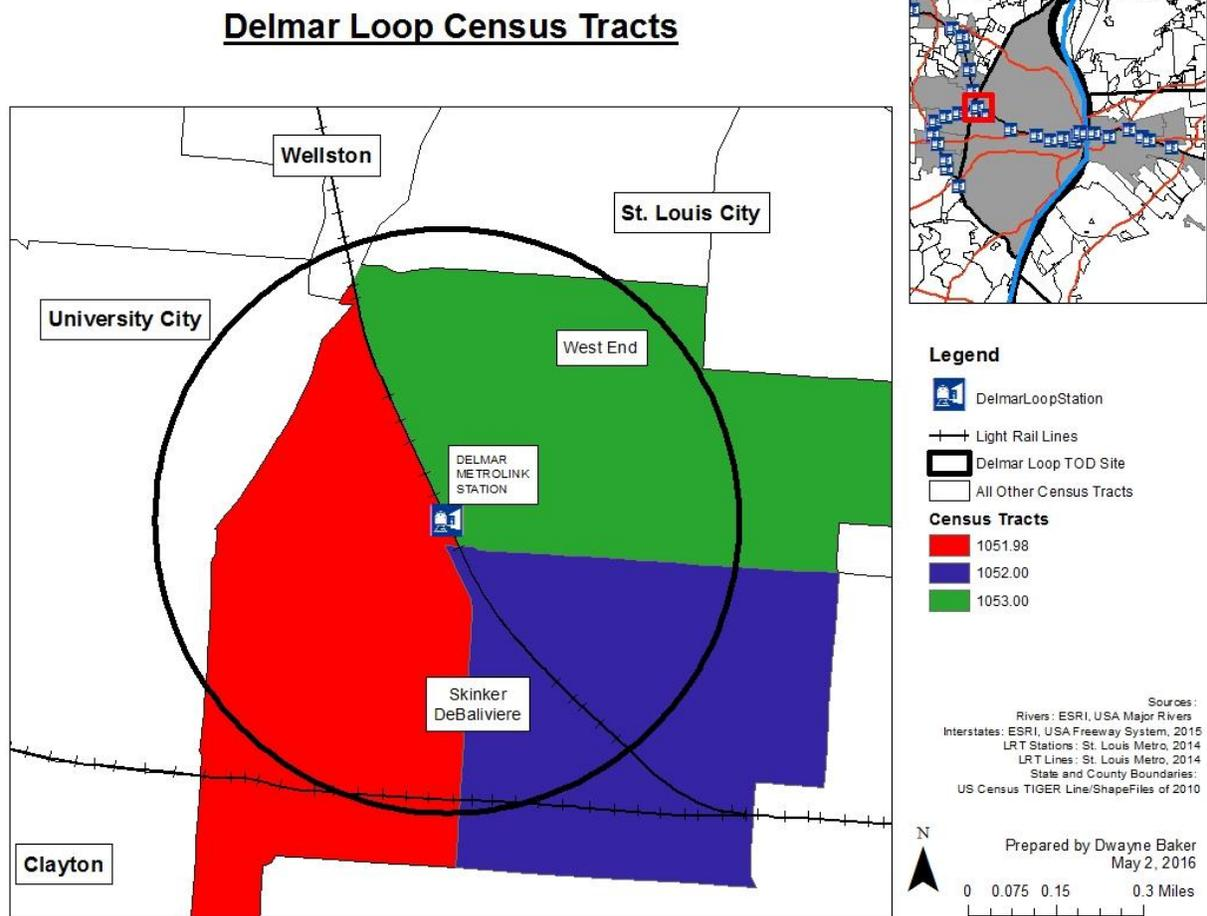 Delmar Loop Census Tracts
Wellston
St. Louis City
University City
West End
DELMAR
METROLINK
STATION
Skinker
DeBaliviere
Clayton
Legend
DelmarLoopStation
Light Rail Lines
Delmar Loop TOD Site
All Other Census Tracts
Census Tracts
1051.98
1052.00
1053.00
Sources:
Rivers: ESRI, USA Major Rivers
Interstates: ESRI, USA Freeway System, 2015
LRT Stations: St. Louis Metro, 2014
LRT Lines: St. Louis Metro, 2014
State and County Boundaries:
US Census TIGER Line/ShapeFiles of 2010
N
Prepared by Dwayne Baker
May 2, 2016
0 0.075 0.15 0.3 Miles